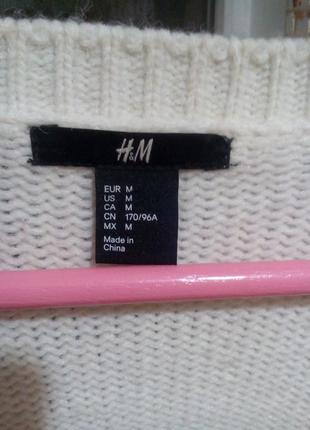 H&M
EUR M
US M
CA M
CN 170/96A
MX M
Made in
China